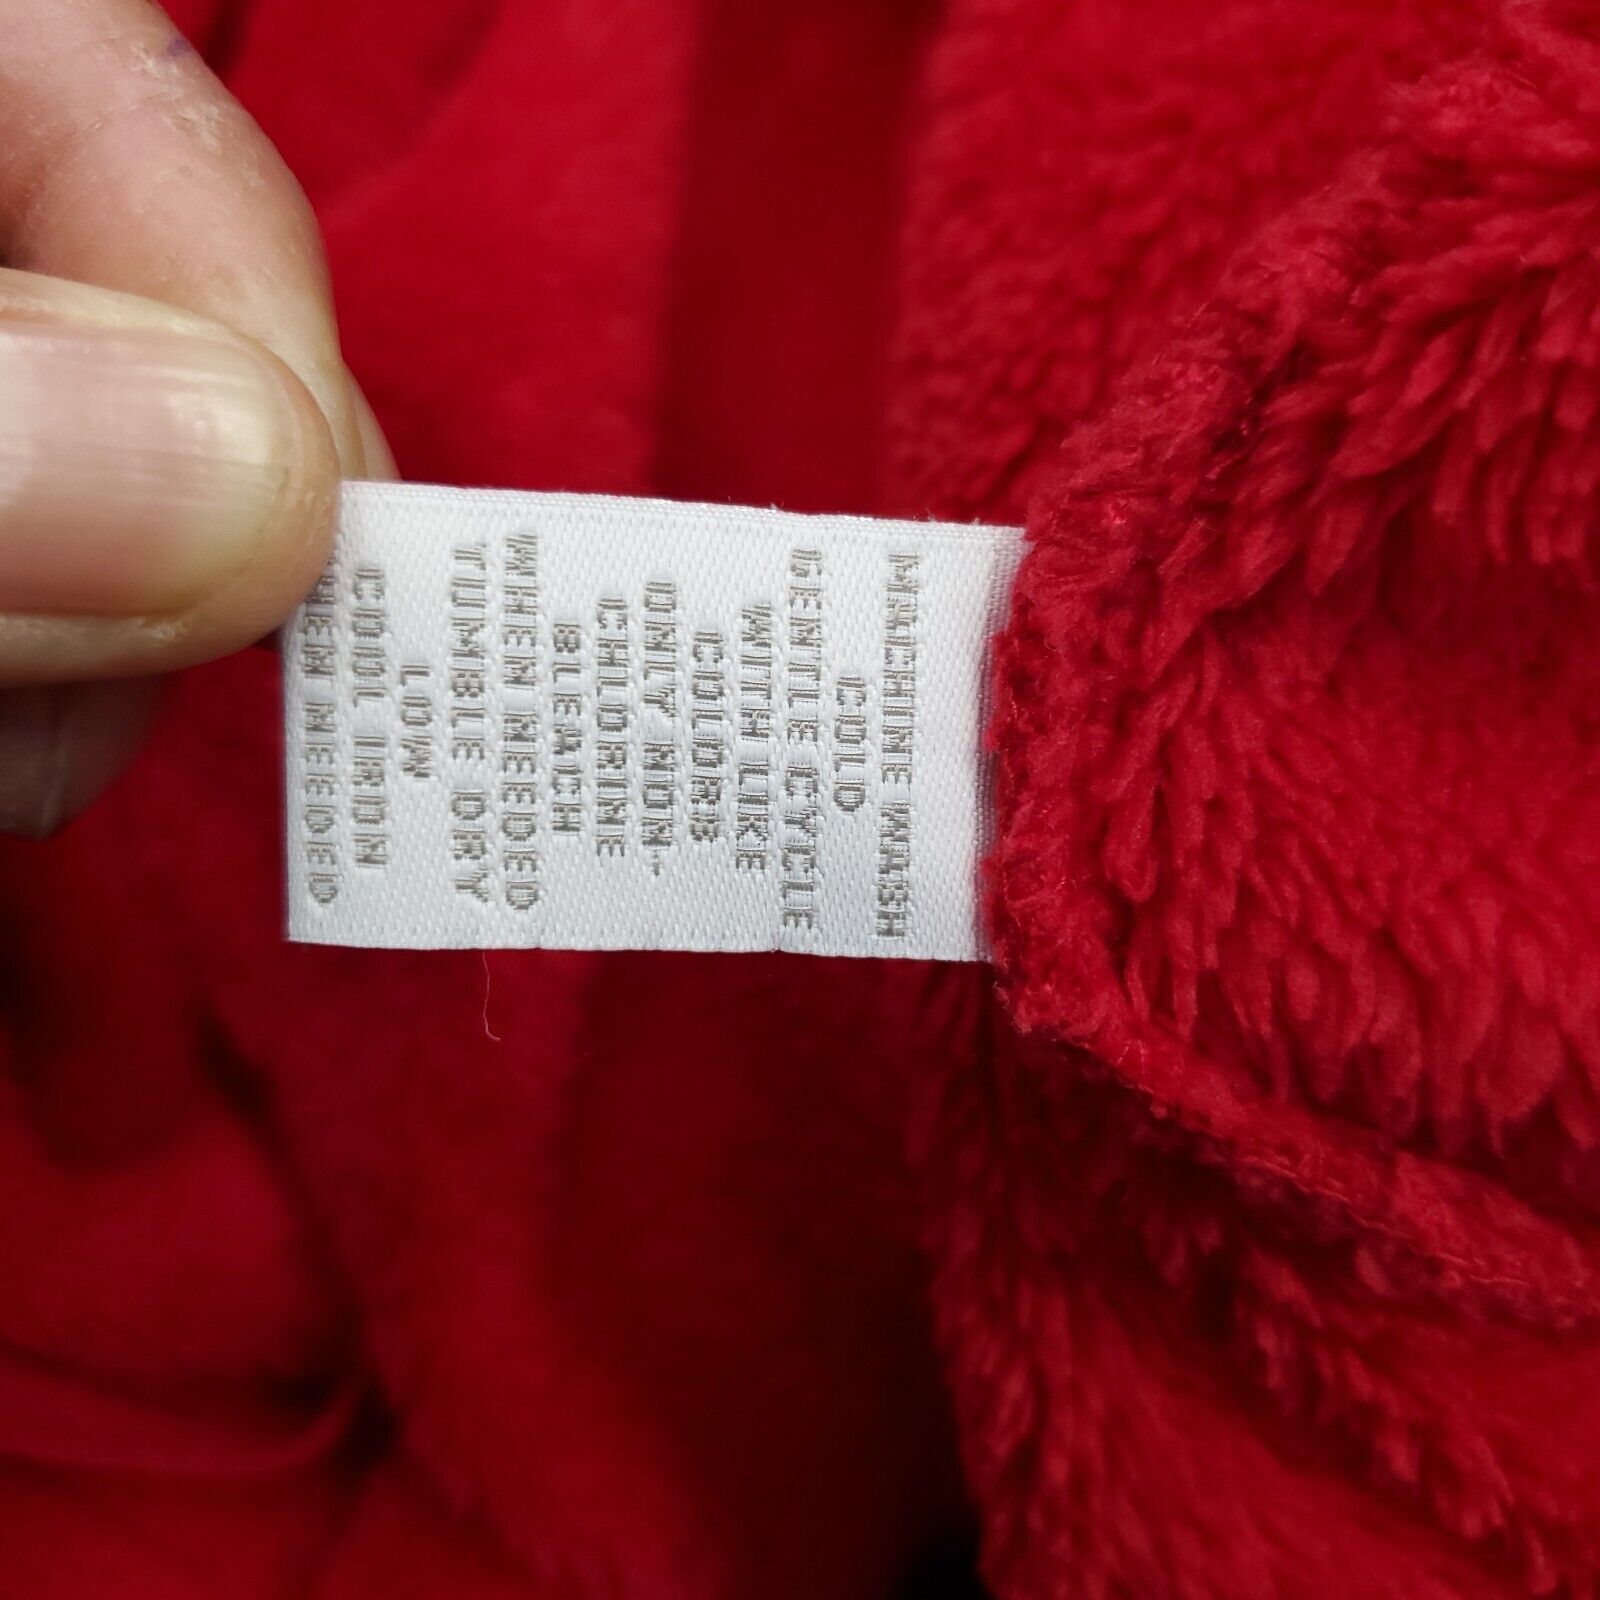 MACHINE WASH
COLD
GENTLE CYCLE
WITH LIKE
COLORS
ONLY NON-
CHLORINE
BLEACH
WHEN NEEDED
TUMBLE DRY
LOW
COOL IRON
WHEN NEEDED